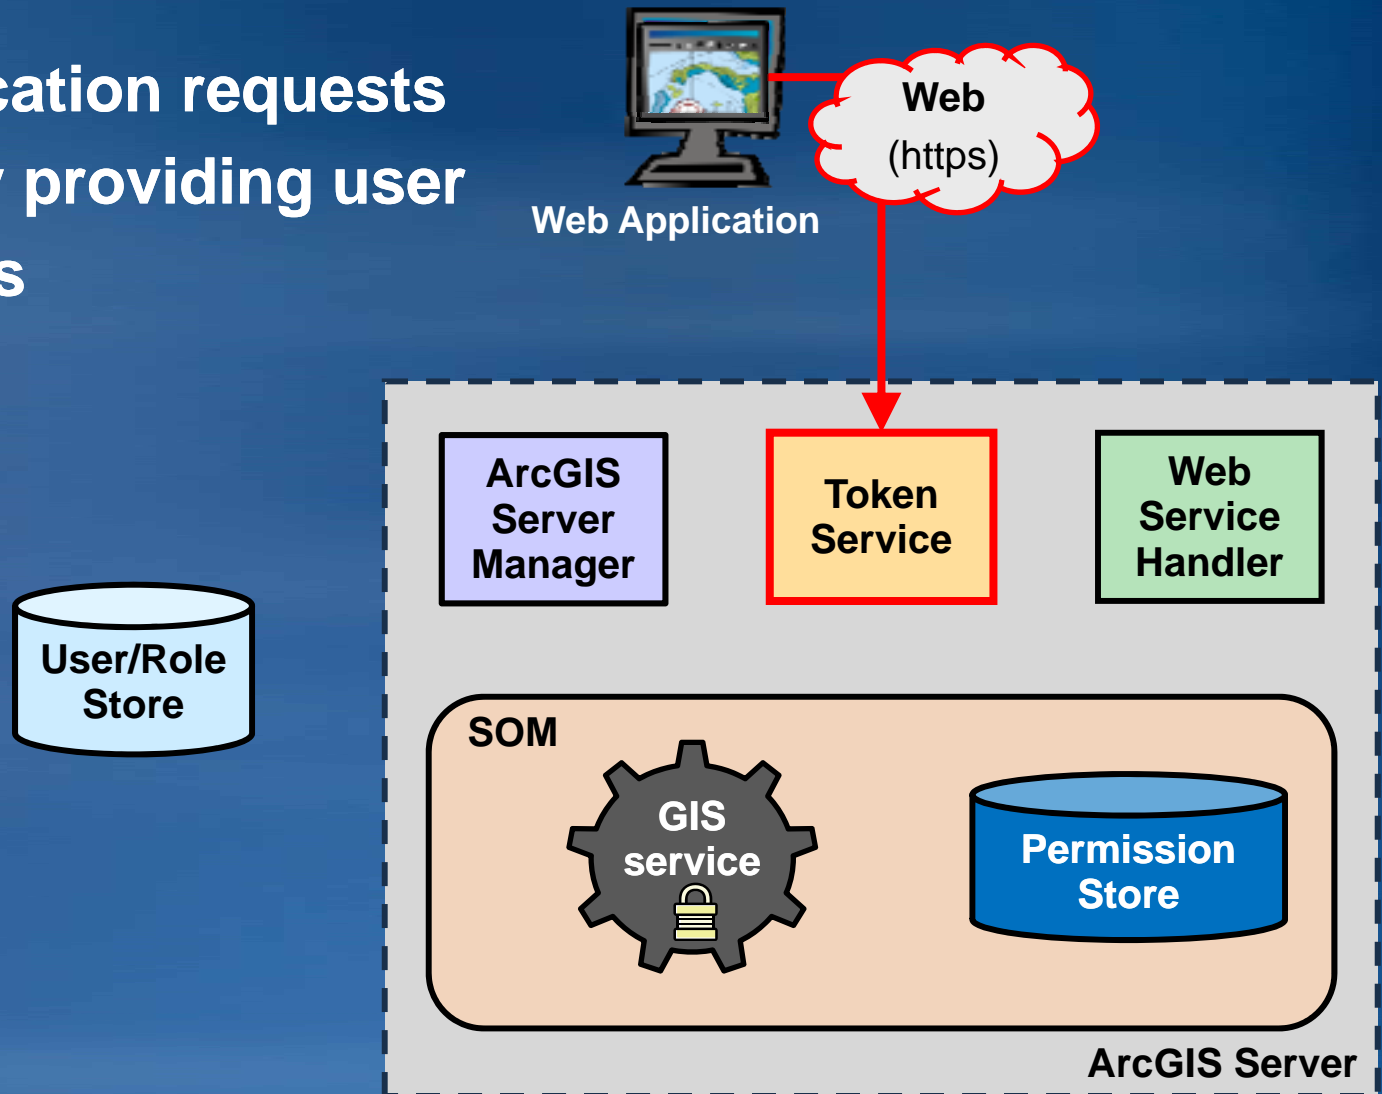 cation requests
providing user
s
Web
(https)
Web Application
ArcGIS
Server
Manager
Token
Service
Web
Service
Handler
User/Role
Store
SOM
GIS
service
Permission
Store
ArcGIS Server